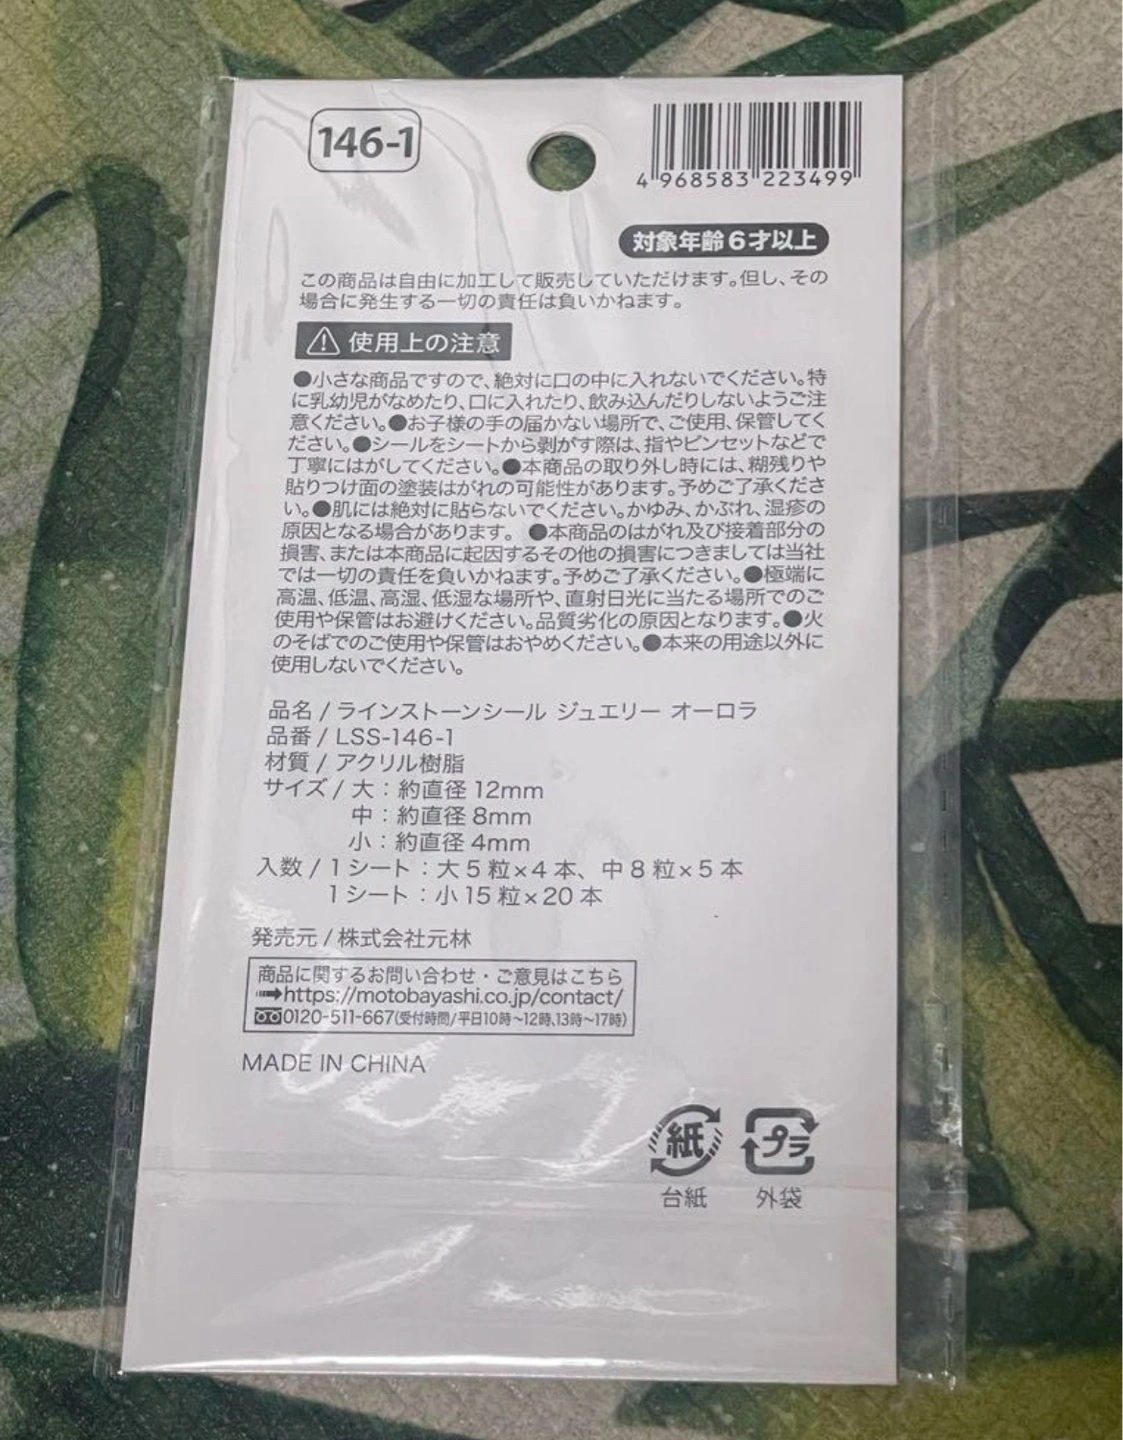 146-1
4 968583 223499
対象年齢6才以上
この商品は自由に加工して販売していただけます。但し、その
場合に発生する一切の責任は負いかねます。
使用上の注意
●小さな商品ですので、絶対に口の中に入れないでください。特
に乳幼児がなめたり、口に入れたり、飲み込んだりしないようご注
意ください。●お子様の手の届かない場所で、ご使用、保管してく
ださい。●シールをシートから剥がす際は、指やピンセットなどで
丁寧にはがしてください。●本商品の取り外し時には、糊残りや
貼りつけ面の塗装はがれの可能性があります。予めご了承くださ
い。●肌には絶対に貼らないでください。かゆみ、かぶれ、湿疹の
原因となる場合があります。 ●本商品のはがれ及び接着部分の
損害、または本商品に起因するその他の損害につきましては当社
では一切の責任を負いかねます。予めご了承ください。●極端に
高温、低温、高湿、低湿な場所や、直射日光に当たる場所でのご
使用や保管はお避けください。品質劣化の原因となります。●火
のそばでのご使用や保管はおやめください。●本来の用途以外に
使用しないでください。
品名 / ラインストーンシール ジュエリー オーロラ
品番 / LSS-146-1
材質 / アクリル樹脂
サイズ / 大:約直径 12mm
中:約直径 8mm
小:約直径 4mm
入数 / 1 シート:大 5 粒×4 本、中 8 粒×5 本
1 シート:小 15 粒×20 本
発売元 / 株式会社元林
商品に関するお問い合わせ・ご意見はこちら
https://motobayashi.co.jp/contact/
0120-511-667(受付時間/平日10時〜12時、13時〜17時)
MADE IN CHINA
紙 プラ
台紙 外袋